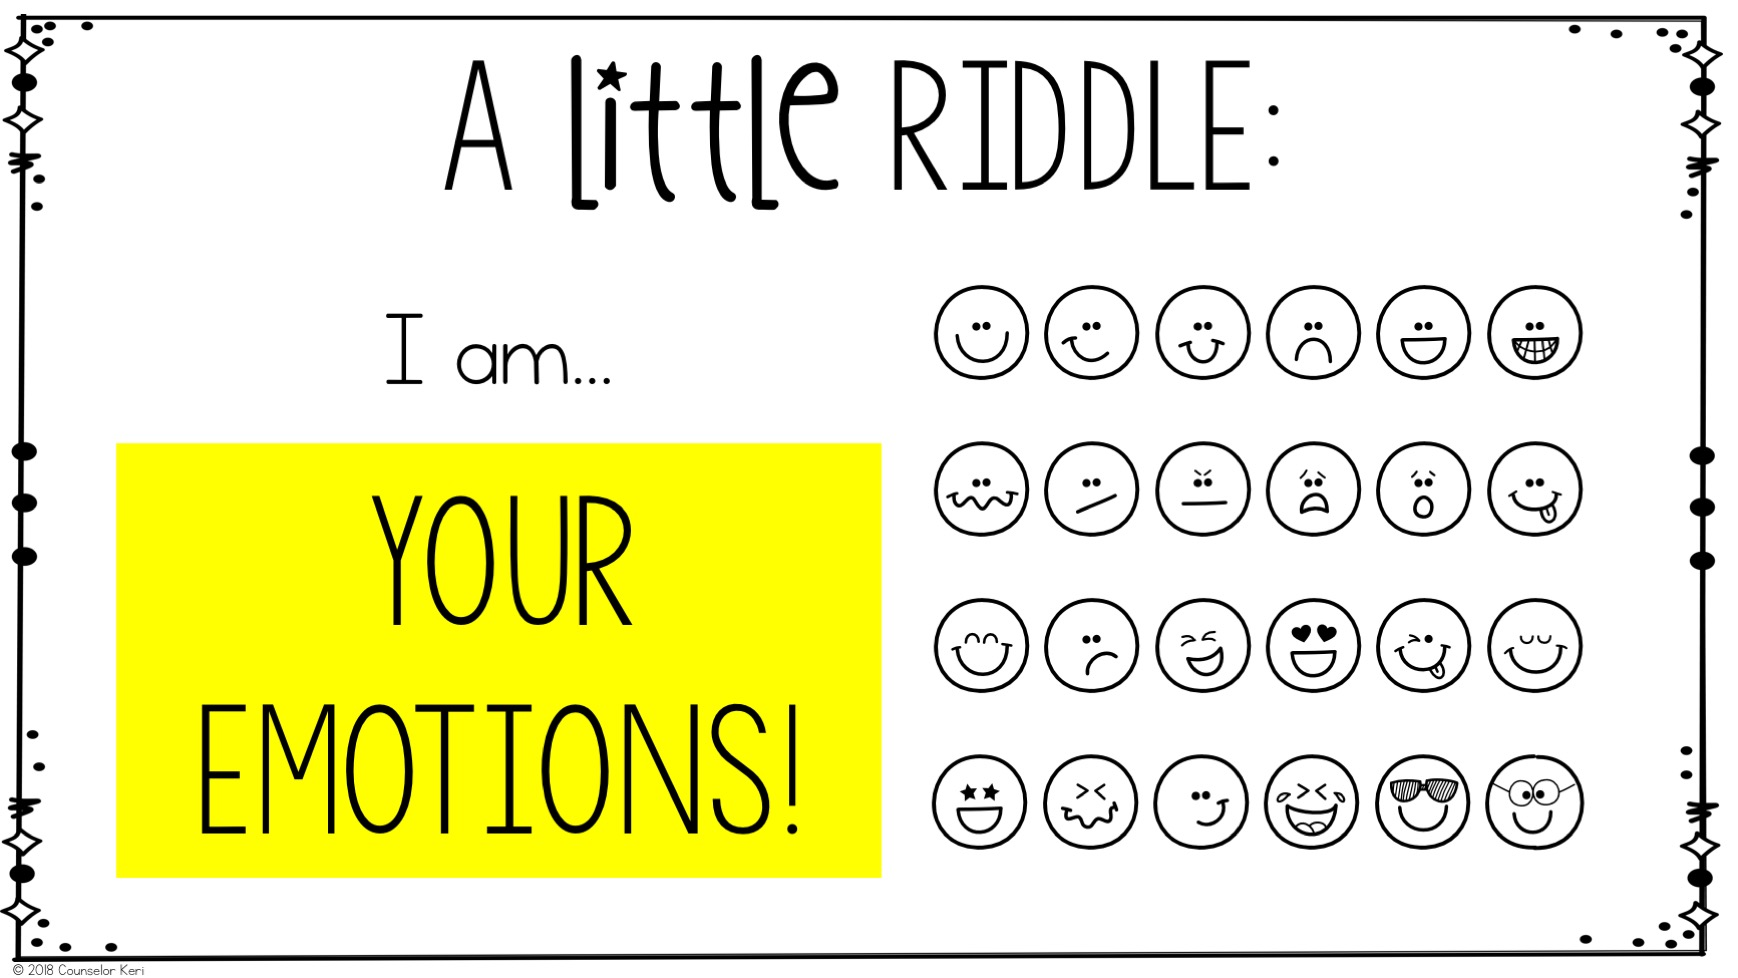 A little RIDDLE:
I am...
YOUR
EMOTIONS!
© 2018 Counselor Keri